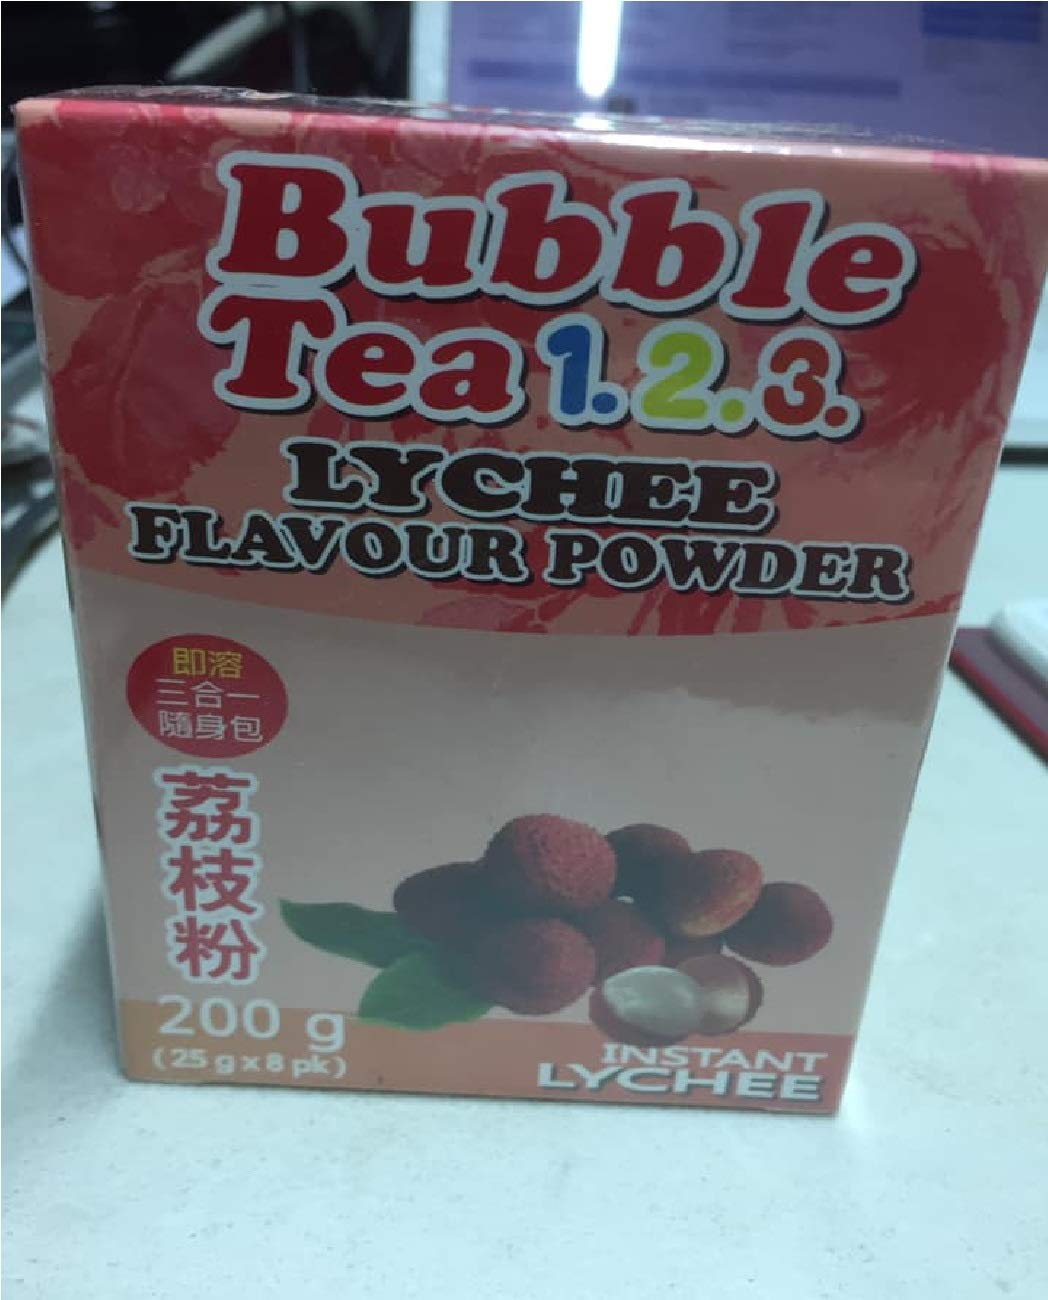 Bubble
Tea 1.2.3.
LYCHEE
FLAVOUR POWDER
即溶
三合一
隨身包
荔枝粉
200 g
(25 g x 8 pk)
INSTANT
LYCHEE